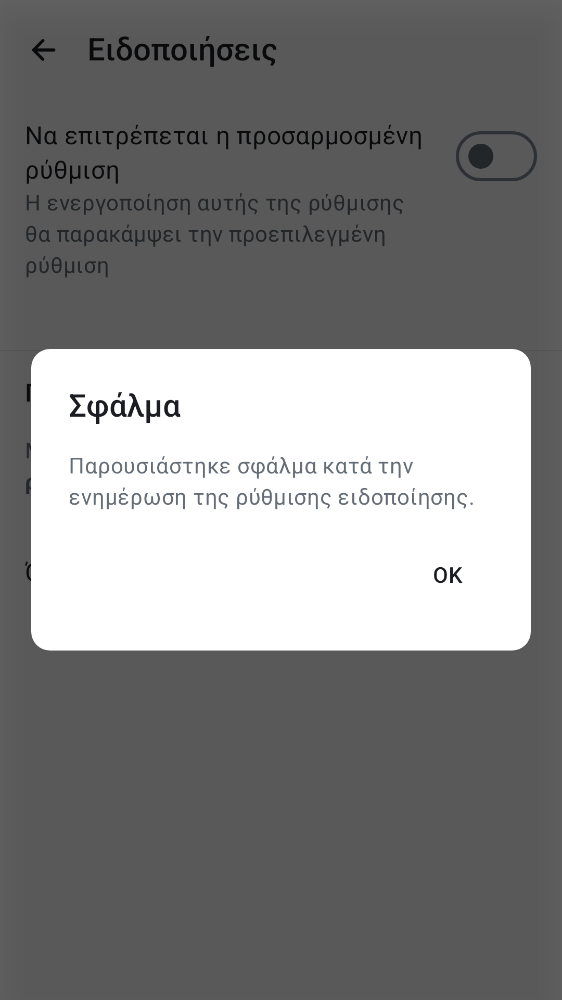 Ειδοποιήσεις
Να επιτρέπεται η προσαρμοσμένη
ρύθμιση
Η ενεργοποίηση αυτής της ρύθμισης
θα παρακάμψει την προεπιλεγμένη
ρύθμιση
Σφάλμα
Παρουσιάστηκε σφάλμα κατά την
ενημέρωση της ρύθμισης ειδοποίησης.
OK